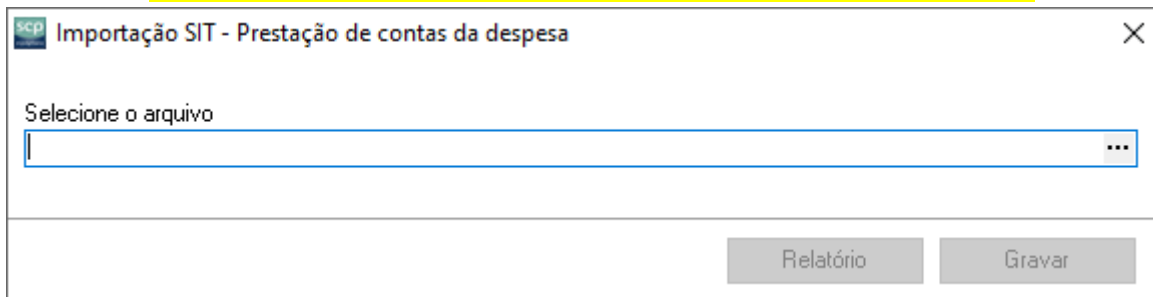 scp Importação SIT - Prestação de contas da despesa
Selecione o arquivo
...
Relatório Gravar